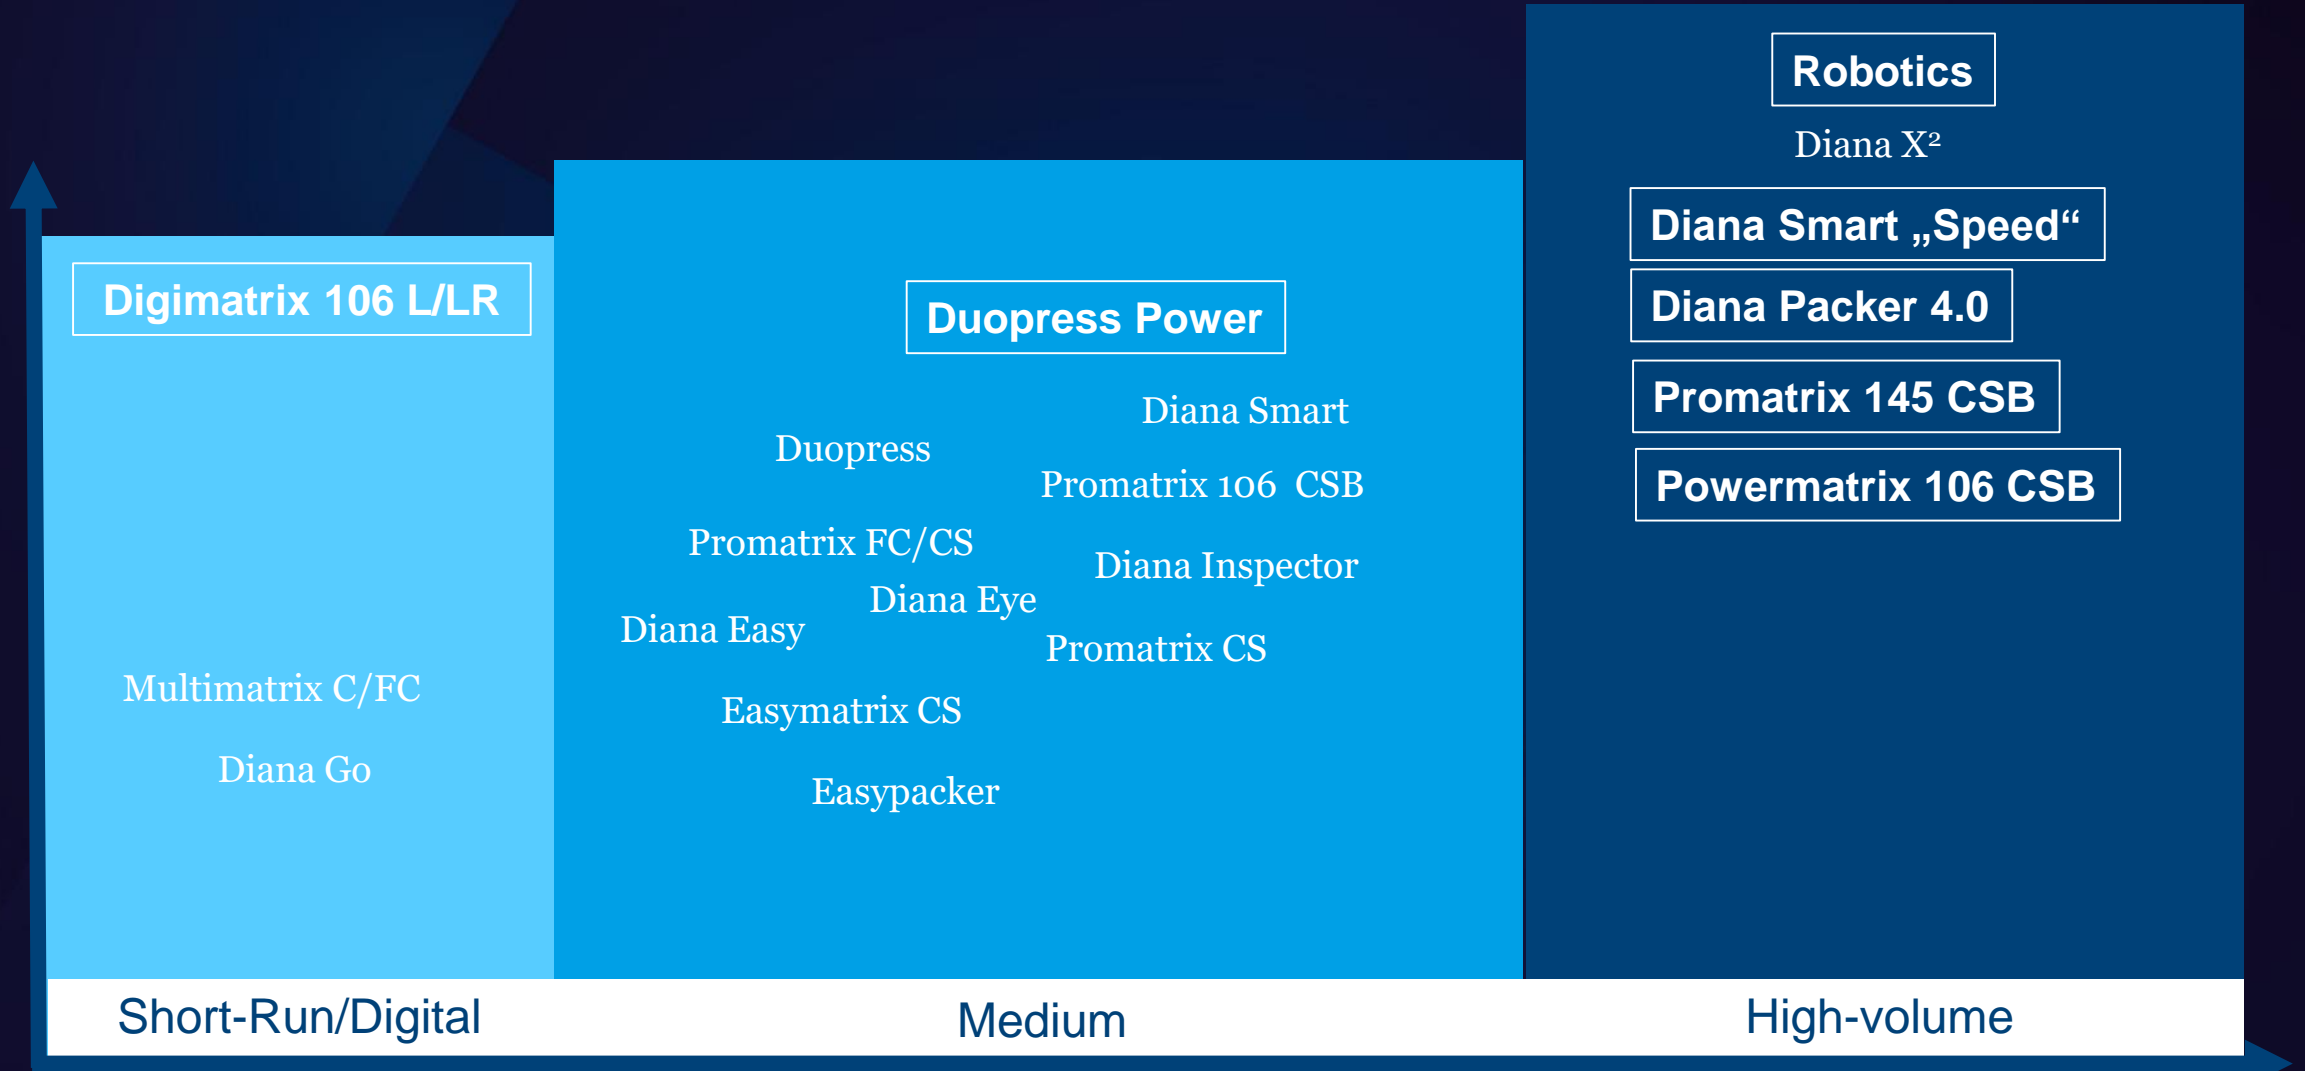 Digimatrix 106 L/LR
Multimatrix C/FC
Diana Go
Duopress Power
Diana Smart
Duopress
Promatrix 106  CSB
Promatrix FC/CS
Diana Inspector
Diana Eye
Diana Easy
Promatrix CS
Easymatrix CS
Easypacker
Robotics
Diana X²
Diana Smart „Speed“
Diana Packer 4.0
Promatrix 145 CSB
Powermatrix 106 CSB
Short-Run/Digital
Medium
High-volume